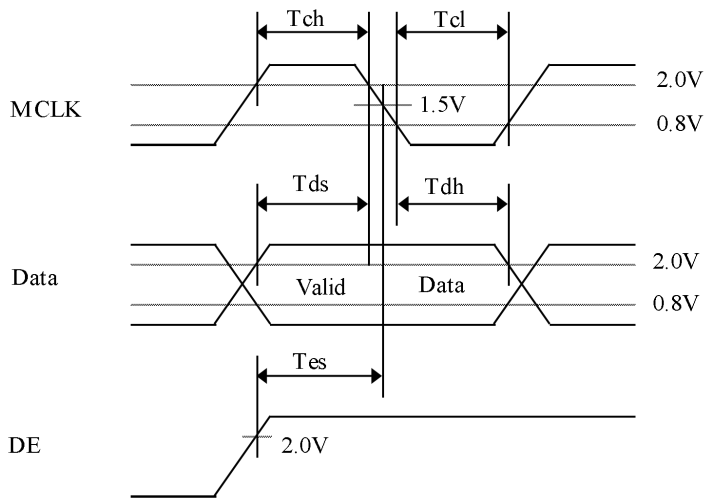 Tch Tcl
MCLK 2.0V
1.5V
0.8V
Tds Tdh
Data 2.0V
Valid Data
0.8V
Tes
DE 2.0V